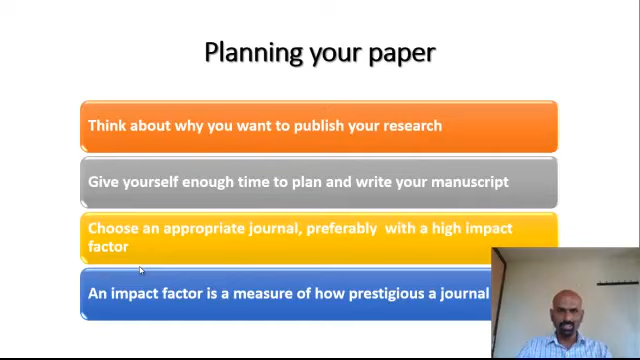 Planning your paper
Think about why you want to publish your research
Give yourself enough time to plan and write your manuscript
Choose an appropriate journal, preferably with a high impact
factor
An impact factor is a measure of how prestigious a journal